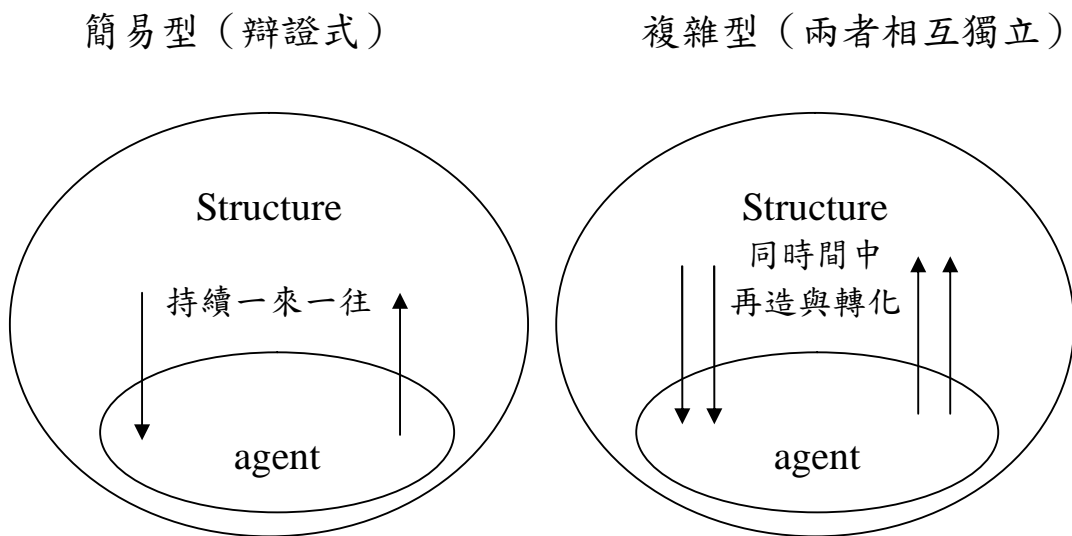 簡易型（辯證式）
複雜型（兩者相互獨立）
Structure
持續一來一往
agent
Structure
同時間中
再造與轉化
agent